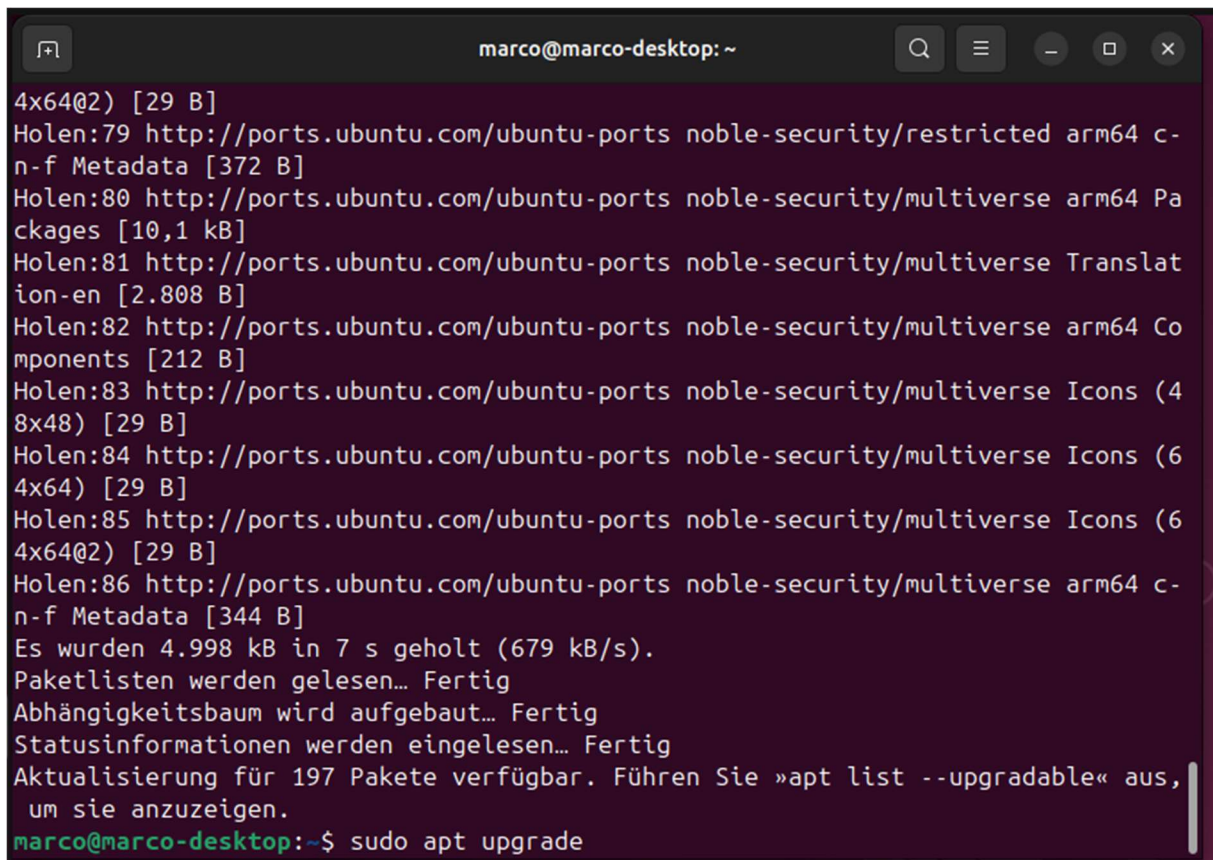 marco@marco-desktop: ~
4x64@2) [29 B]
Holen:79 http://ports.ubuntu.com/ubuntu-ports noble-security/restricted arm64 c-
n-f Metadata [372 B]
Holen:80 http://ports.ubuntu.com/ubuntu-ports noble-security/multiverse arm64 Pa
ckages [10,1 kB]
Holen:81 http://ports.ubuntu.com/ubuntu-ports noble-security/multiverse Translat
ion-en [2.808 B]
Holen:82 http://ports.ubuntu.com/ubuntu-ports noble-security/multiverse arm64 Co
mponents [212 B]
Holen:83 http://ports.ubuntu.com/ubuntu-ports noble-security/multiverse Icons (4
8x48) [29 B]
Holen:84 http://ports.ubuntu.com/ubuntu-ports noble-security/multiverse Icons (6
4x64) [29 B]
Holen:85 http://ports.ubuntu.com/ubuntu-ports noble-security/multiverse Icons (6
4x64@2) [29 B]
Holen:86 http://ports.ubuntu.com/ubuntu-ports noble-security/multiverse arm64 c-
n-f Metadata [344 B]
Es wurden 4.998 kB in 7 s geholt (679 kB/s).
Paketlisten werden gelesen… Fertig
Abhängigkeitsbaum wird aufgebaut… Fertig
Statusinformationen werden eingelesen… Fertig
Aktualisierung für 197 Pakete verfügbar. Führen Sie »apt list --upgradable« aus,
 um sie anzuzeigen.
marco@marco-desktop:~$ sudo apt upgrade